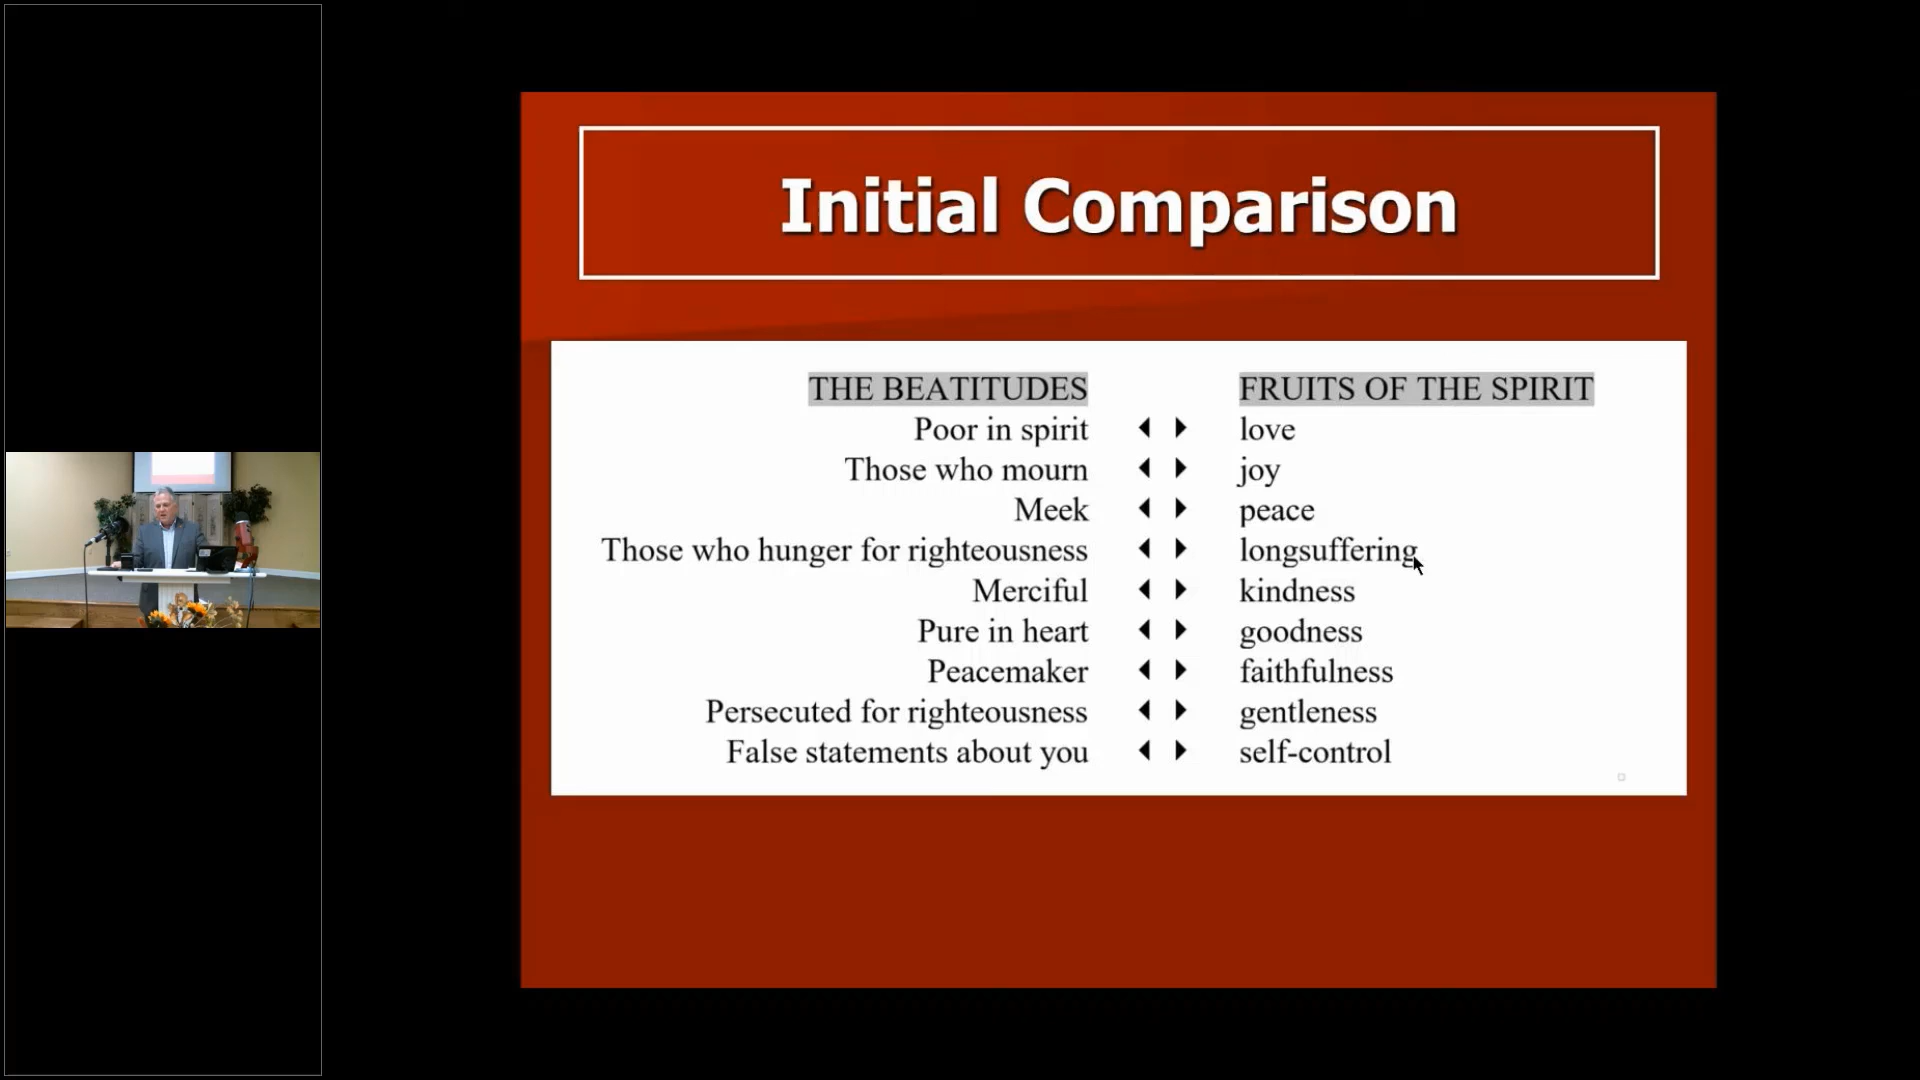 Initial Comparison
THE BEATITUDES FRUITS OF THE SPIRIT
Poor in spirit love
Those who mourn joy
Meek peace
Those who hunger for righteousness longsuffering
Merciful kindness
Pure in heart goodness
Peacemaker faithfulness
Persecuted for righteousness gentleness
False statements about you self-control